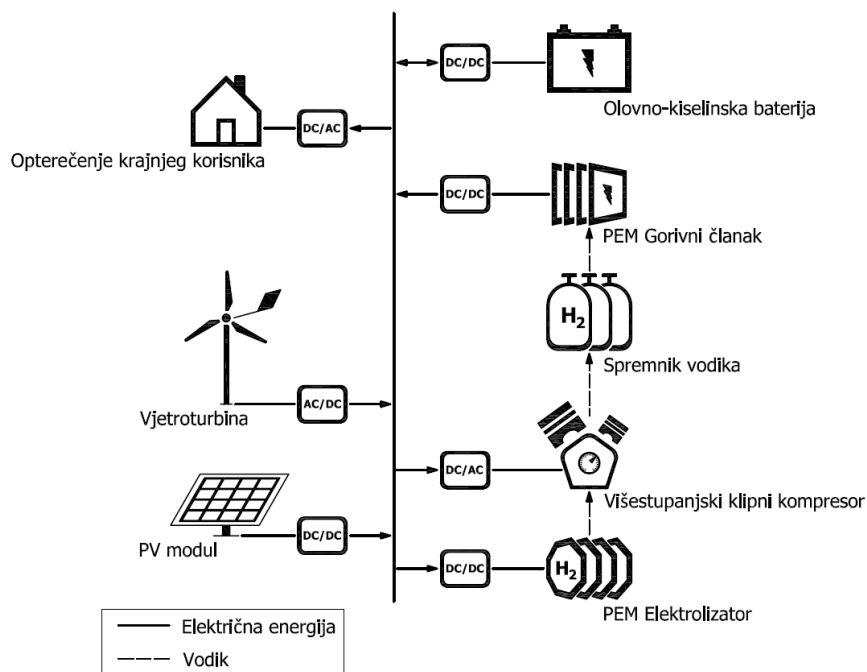 DC/DC
Olovno-kiselinska baterija
DC/AC
Opterečenje krajnjeg korisnika
DC/DC
PEM Gorivni članak
H2
Spremnik vodika
AC/DC
Vjetroturbina
DC/AC
Višestupanjski klipni kompresor
DC/DC
PV modul
DC/DC
H2
PEM Elektrolizator
Električna energija
Vodik